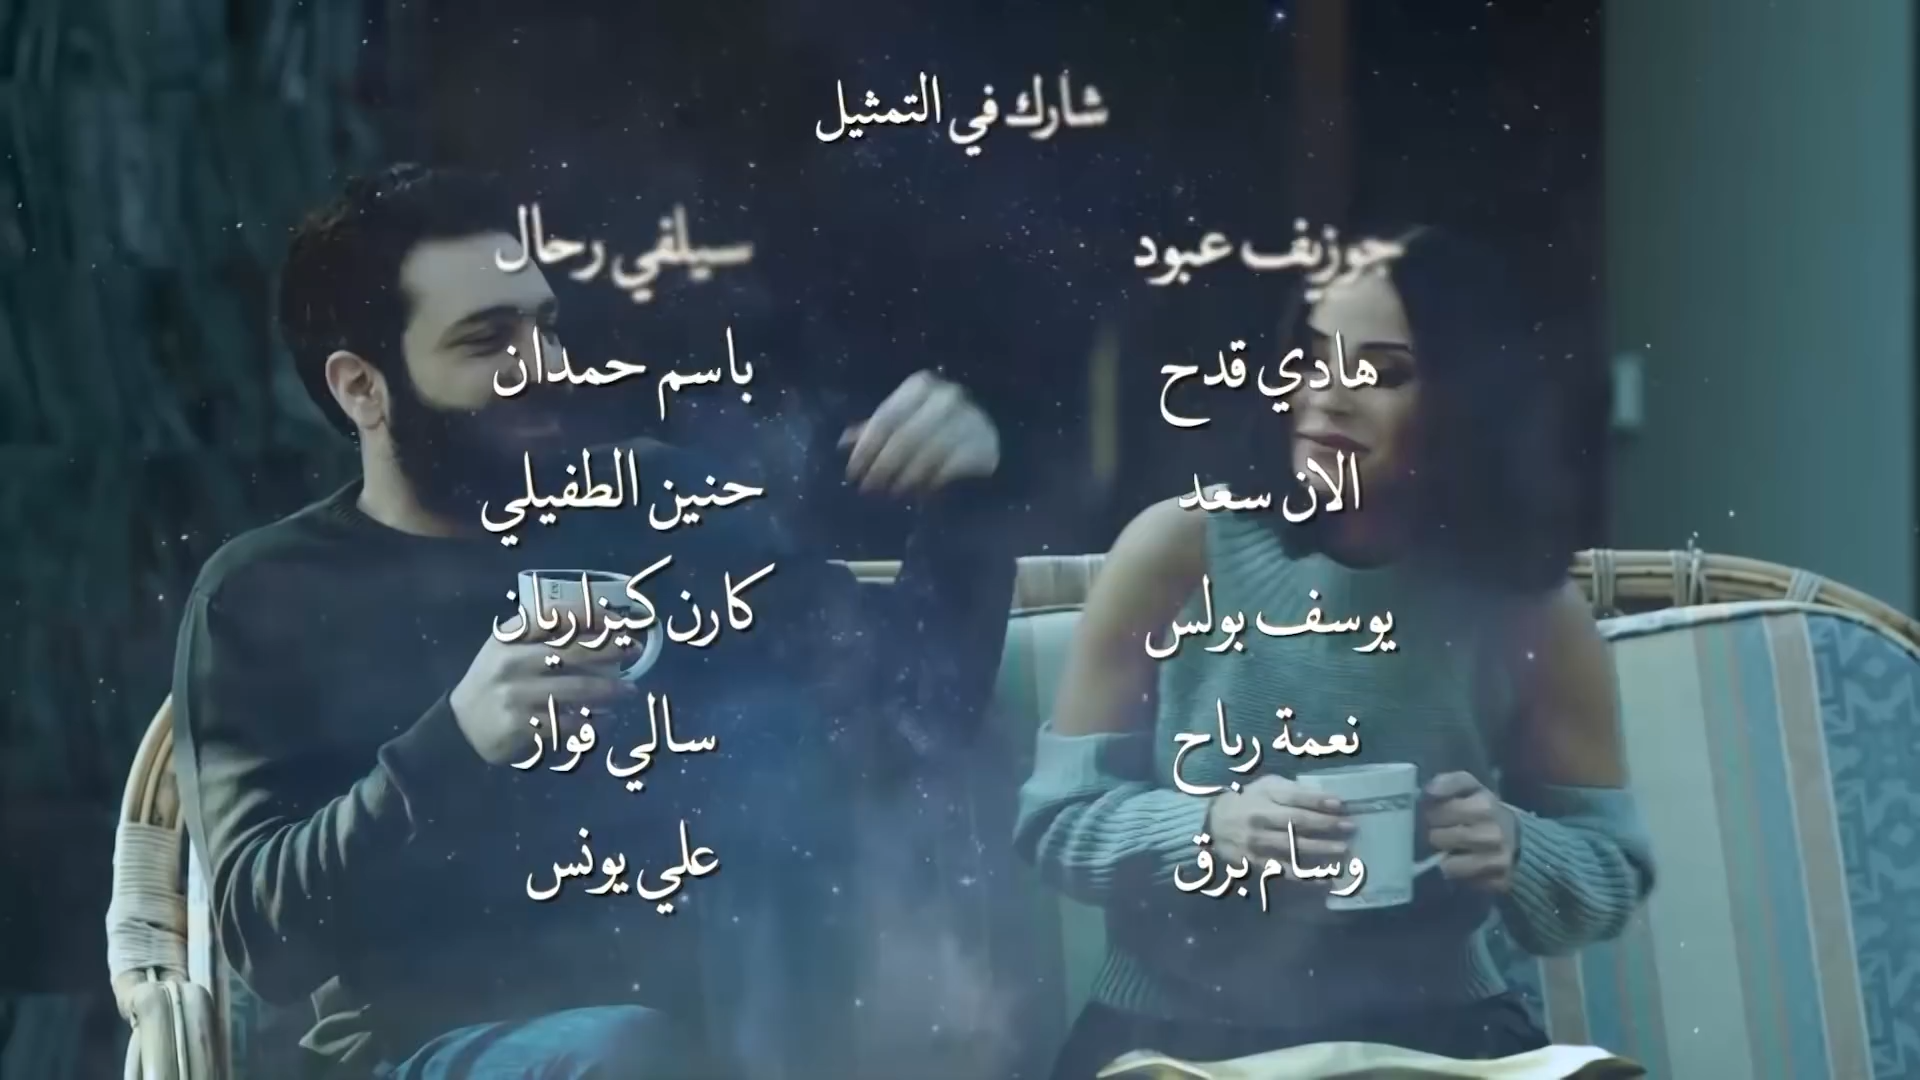 شارك في التمثيل
جوزيف عبود
سيلفي رحال
هادي قدح
باسم حمدان
الان سعد
حنين الطفيلي
يوسف بولس
كارن كيزاريان
نعمة رباح
سالي فواز
وسام برق
علي يونس